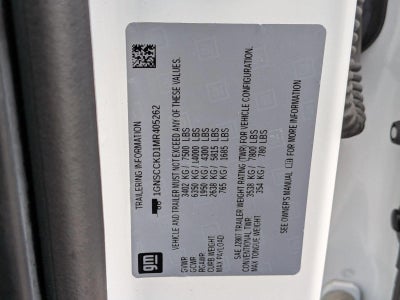 TRAILERING INFORMATION
1GNSCCKD1MR405262
VEHICLE AND TRAILER MUST NOT EXCEED ANY OF THESE VALUES.
GVWR 3402 KG / 7500 LBS
GCWR 6350 KG / 14000 LBS
RGAWR 1950 KG / 4300 LBS
CURB WEIGHT 2638 KG / 5815 LBS
MAX PAYLOAD 765 KG / 1685 LBS
SAE J2807 TRAILER WEIGHT RATING (TWR) FOR VEHICLE CONFIGURATION.
CONVENTIONAL TWR 3538 KG / 7800 LBS
MAX TONGUE WEIGHT 354 KG / 780 LBS
SEE OWNER'S MANUAL FOR MORE INFORMATION
gm